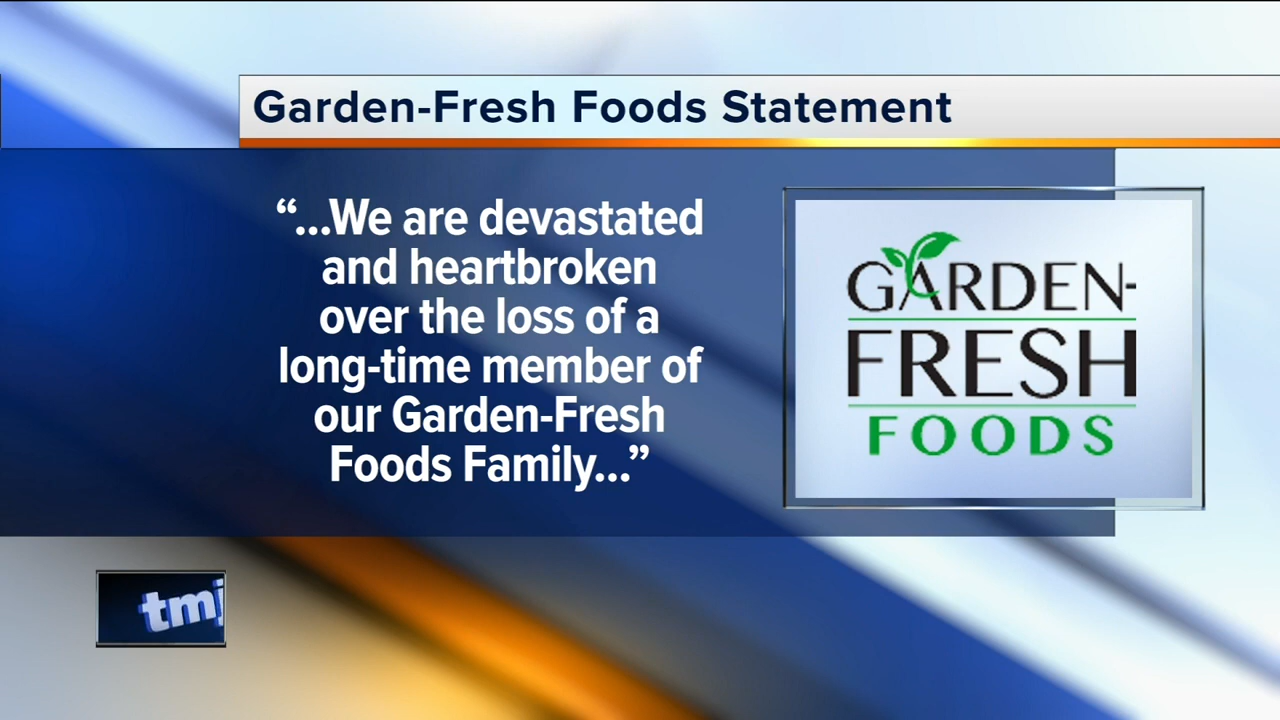 Garden-Fresh Foods Statement
“...We are devastated
and heartbroken
over the loss of a
long-time member of
our Garden-Fresh
Foods Family...”
GARDEN-
FRESH
FOODS
tmj